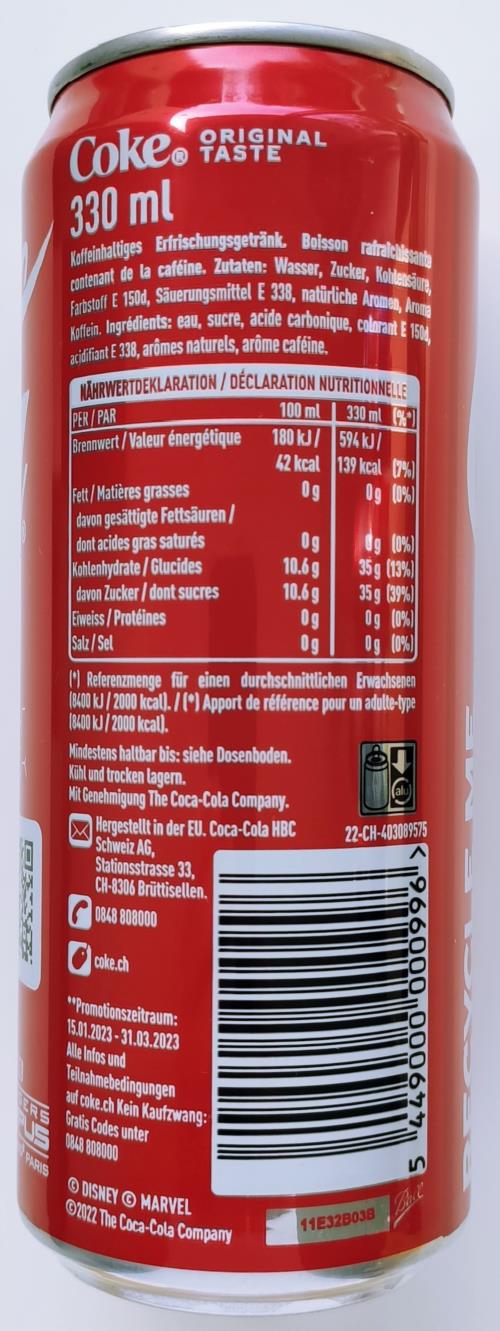 Coke® ORIGINAL TASTE
330 ml
Koffeinhaltiges Erfrischungsgetränk. Boisson rafraîchissante
contenant de la caféine. Zutaten: Wasser, Zucker, Kohlensäure,
Farbstoff E 150d, Säuerungsmittel E 338, natürliche Aromen, Aroma
Koffein. Ingrédients: eau, sucre, acide carbonique, colorant E 150d,
acidifiant E 338, arômes naturels, arôme caféine.
NÄHRWERTDEKLARATION / DÉCLARATION NUTRITIONNELLE
PER / PAR 100 ml 330 ml (%*)
Brennwert / Valeur énergétique 180 kJ / 594 kJ /
42 kcal 139 kcal (7%)
Fett / Matières grasses 0 g 0 g (0%)
davon gesättigte Fettsäuren /
dont acides gras saturés 0 g 0 g (0%)
Kohlenhydrate / Glucides 10.6 g 35 g (13%)
davon Zucker / dont sucres 10.6 g 35 g (39%)
Eiweiss / Protéines 0 g 0 g (0%)
Salz / Sel 0 g 0 g (0%)
(*) Referenzmenge für einen durchschnittlichen Erwachsenen
(8400 kJ / 2000 kcal). / (*) Apport de référence pour un adulte-type
(8400 kJ / 2000 kcal).
Mindestens haltbar bis: siehe Dosenboden.
Kühl und trocken lagern.
Mit Genehmigung The Coca-Cola Company.
alu
Hergestellt in der EU. Coca-Cola HBC
Schweiz AG,
Stationsstrasse 33,
CH-8306 Brüttisellen.
22-CH-403089575
0848 808000
coke.ch
5 449000 000996 >
**Promotionszeitraum:
15.01.2023 - 31.03.2023
Alle Infos und
Teilnahmebedingungen
auf coke.ch Kein Kaufzwang:
Gratis Codes unter
0848 808000
© DISNEY © MARVEL
©2022 The Coca-Cola Company
11E32B03B
Ball
RECYCLE ME
PARIS